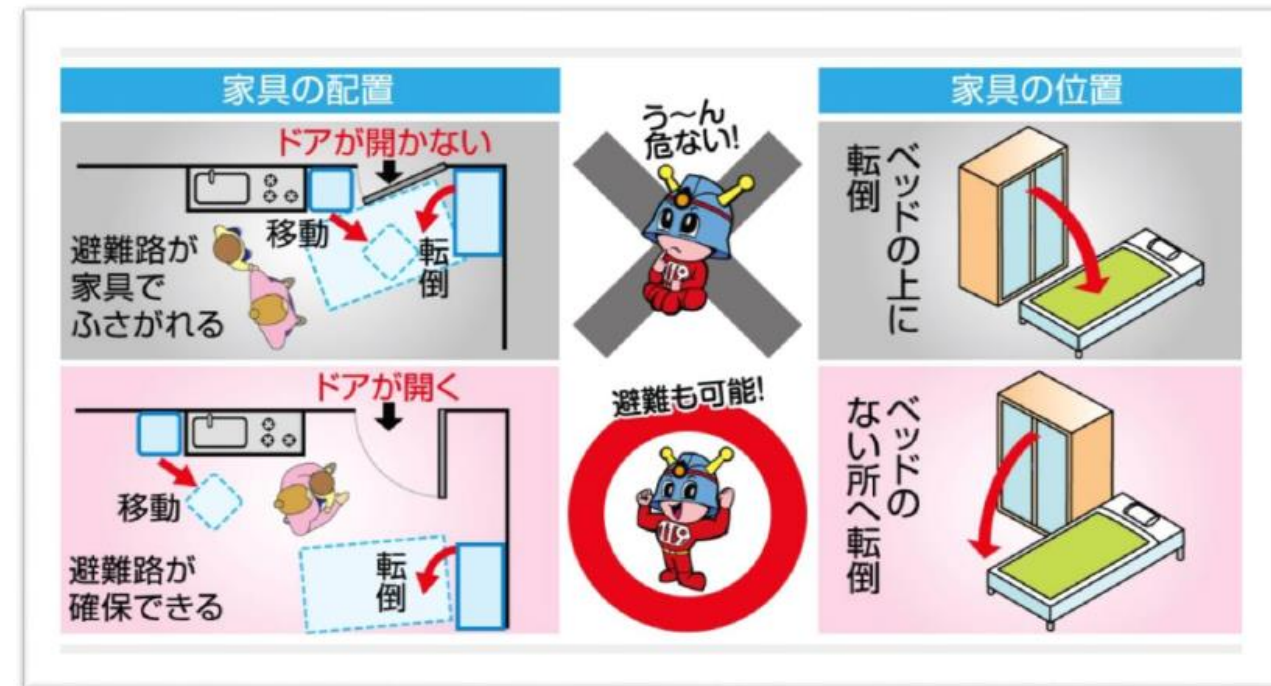 家具の配置
ドアが開かない
移動
転倒
避難路が
家具で
ふさがれる
う〜ん
危ない!
119
家具の位置
ベッドの上に
転倒
ドアが開く
移動
転倒
避難路が
確保できる
避難も可能!
119
ベッドの
ない所へ転倒